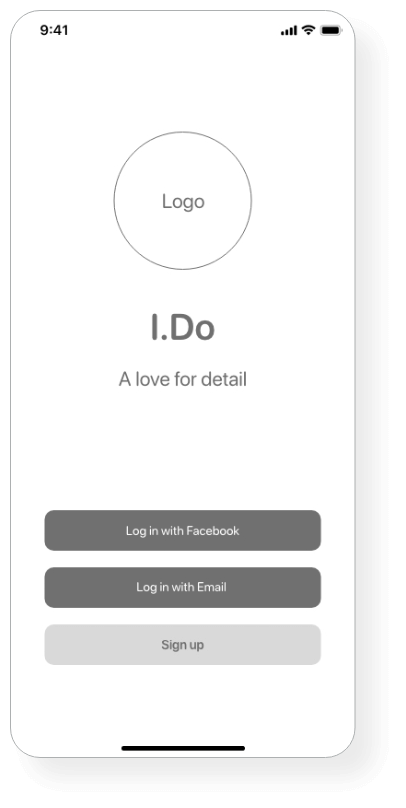 9:41
Logo
I.Do
A love for detail
Log in with Facebook
Log in with Email
Sign up